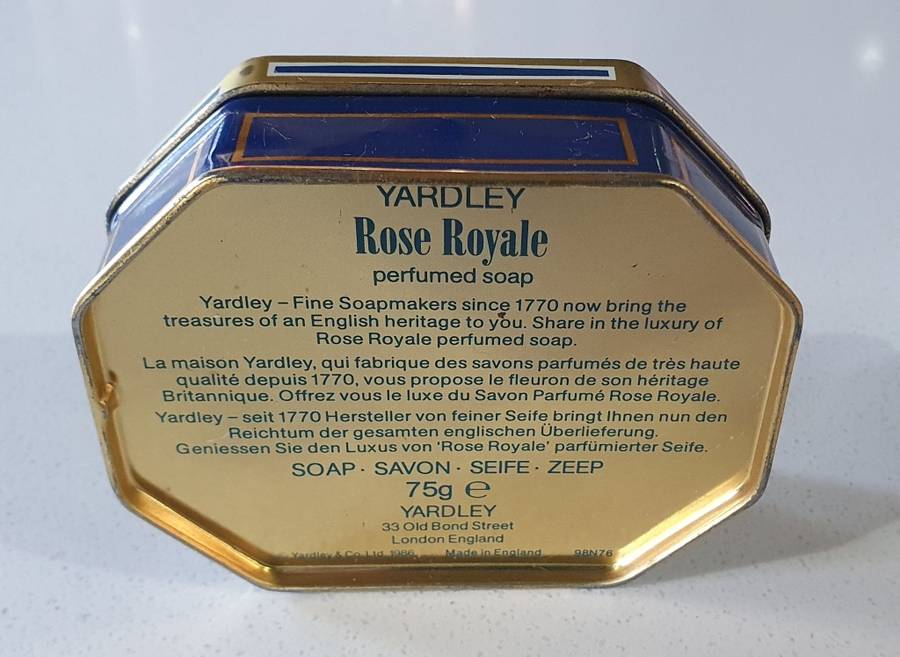 YARDLEY
Rose Royale
perfumed soap
Yardley – Fine Soapmakers since 1770 now bring the
treasures of an English heritage to you. Share in the luxury of
Rose Royale perfumed soap.
La maison Yardley, qui fabrique des savons parfumés de très haute
qualité depuis 1770, vous propose le fleuron de son héritage
Britannique. Offrez vous le luxe du Savon Parfumé Rose Royale.
Yardley – seit 1770 Hersteller von feiner Seife bringt Ihnen nun den
Reichtum der gesamten englischen Überlieferung.
Geniessen Sie den Luxus von 'Rose Royale' parfümierter Seife.
SOAP · SAVON · SEIFE · ZEEP
75g ℮
YARDLEY
33 Old Bond Street
London England
© Yardley & Co. Ltd. 1986 Made in England 98N76